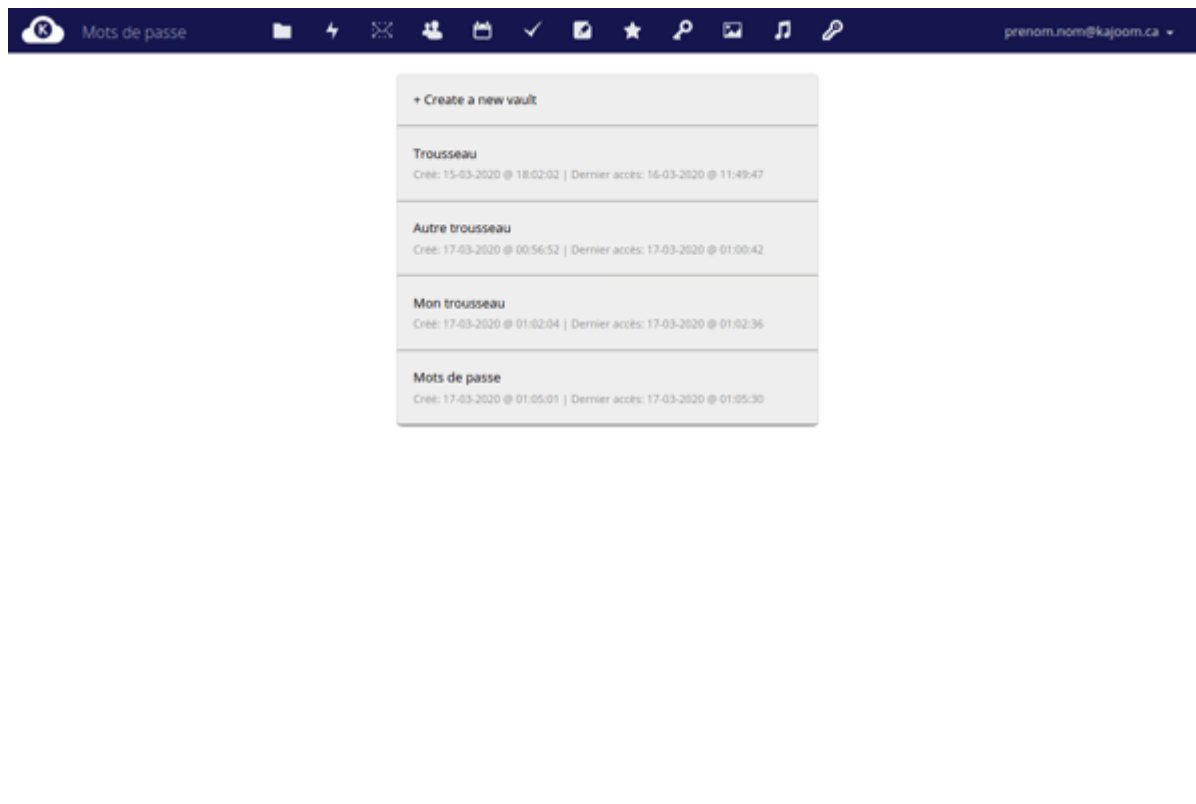 K
Mots de passe
prenom.nom@kajoom.ca
+ Create a new vault
Trousseau
Créé: 15-03-2020 @ 18:02:02 | Dernier accès: 16-03-2020 @ 11:49:47
Autre trousseau
Créé: 17-03-2020 @ 00:56:52 | Dernier accès: 17-03-2020 @ 01:00:42
Mon trousseau
Créé: 17-03-2020 @ 01:02:04 | Dernier accès: 17-03-2020 @ 01:02:36
Mots de passe
Créé: 17-03-2020 @ 01:05:01 | Dernier accès: 17-03-2020 @ 01:05:30